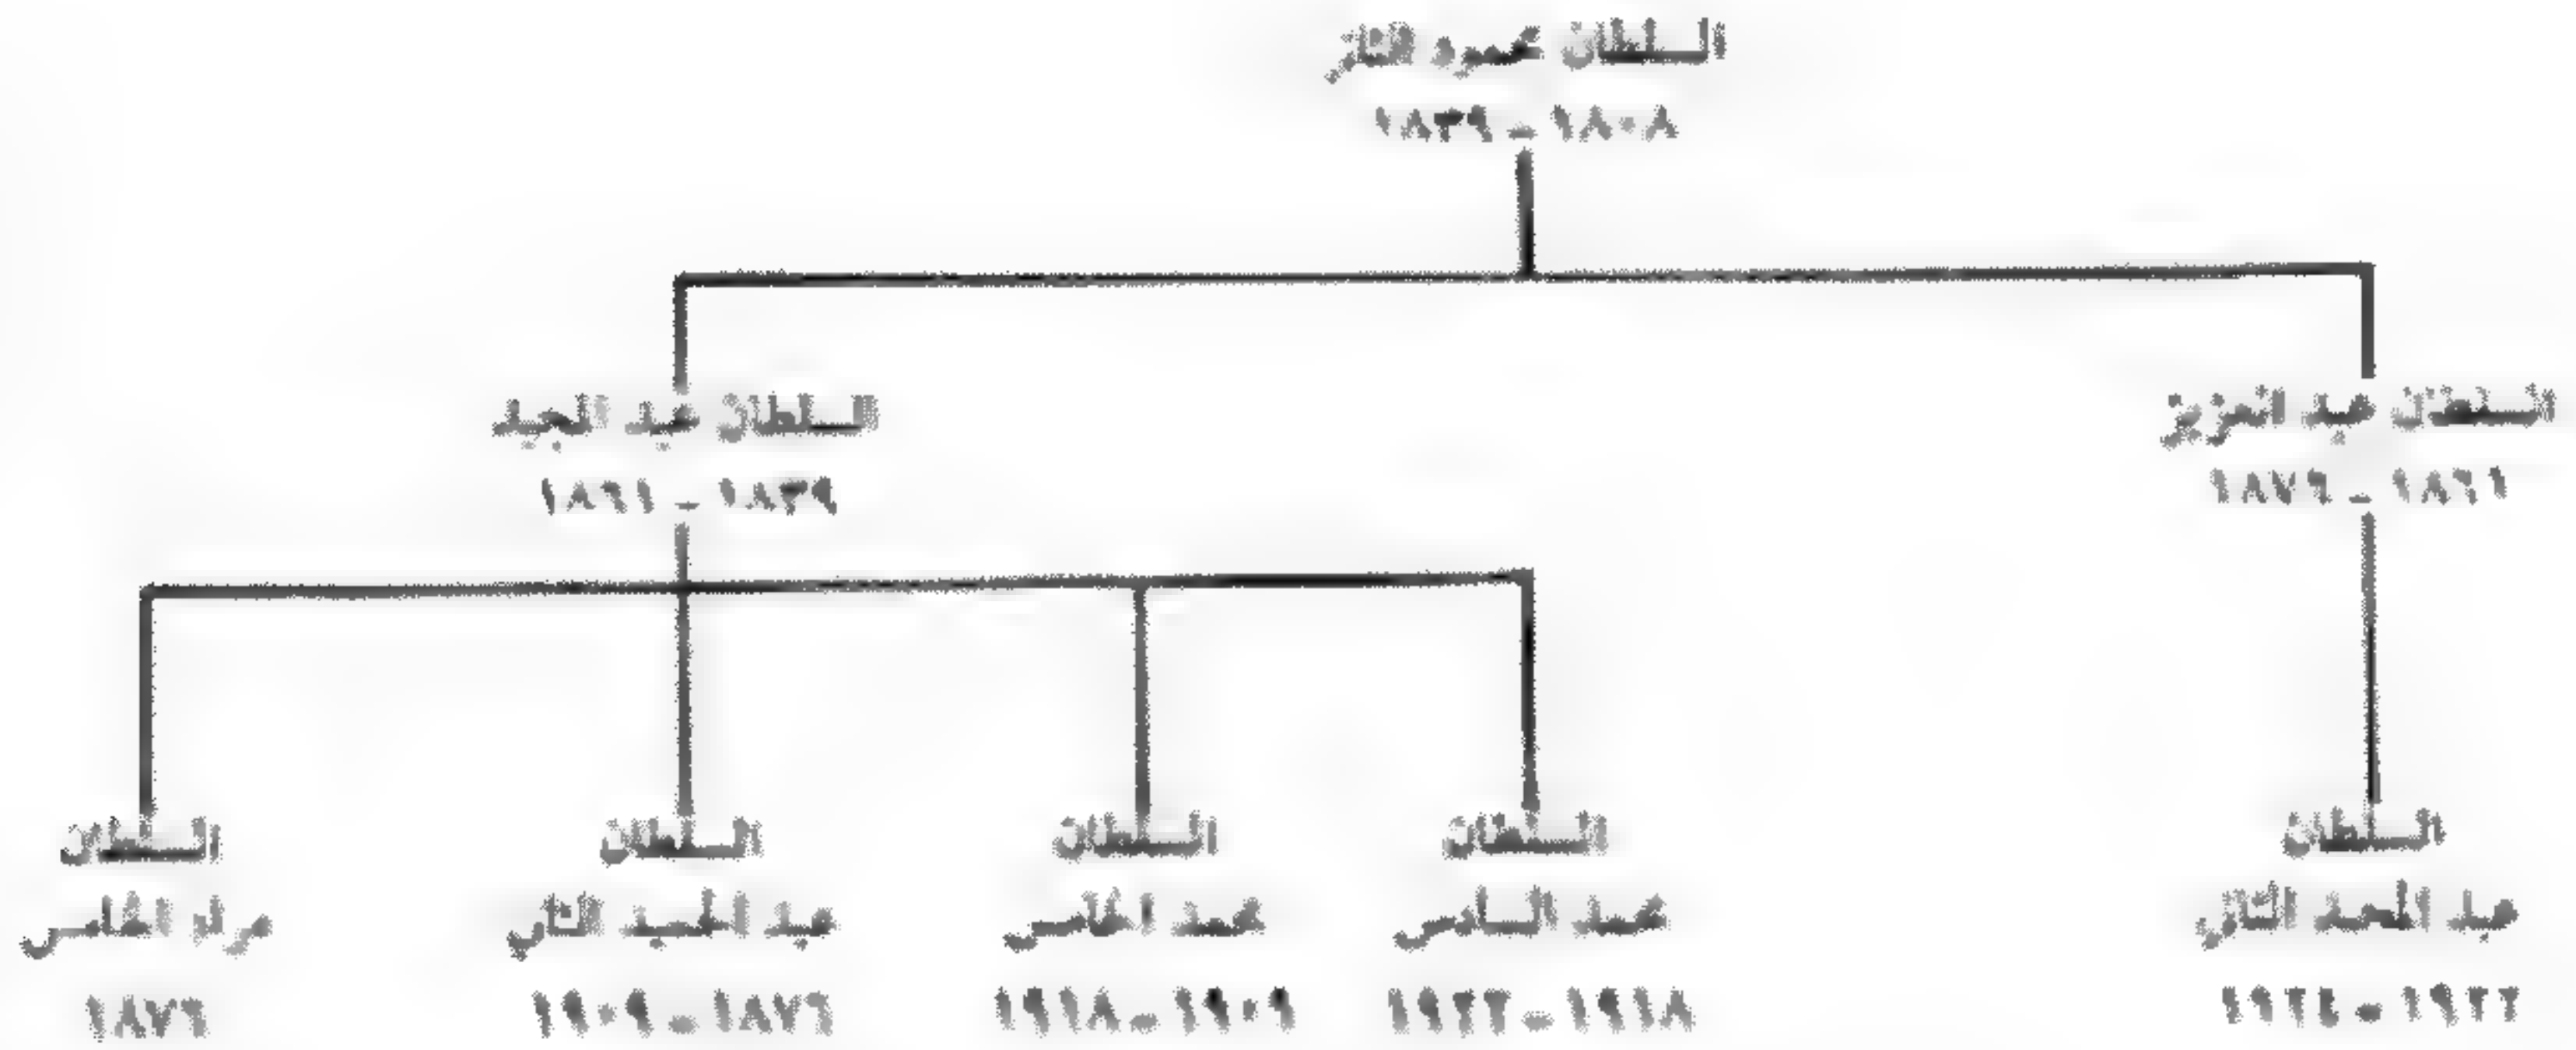 السلطان محمود الثاني
١٨٠٨ – ١٨٣٩
السلطان عبد العزيز
١٨٦١ – ١٨٧٦
السلطان عبد المجيد
١٨٣٩ – ١٨٦١
السلطان
عبد المجيد الثاني
١٩٢٢ – ١٩٢٤
السلطان
محمد السادس
١٩١٨ – ١٩٢٢
السلطان
محمد الخامس
١٩٠٩ – ١٩١٨
السلطان
عبد الحميد الثاني
١٨٧٦ – ١٩٠٩
السلطان
مراد الخامس
١٨٧٦